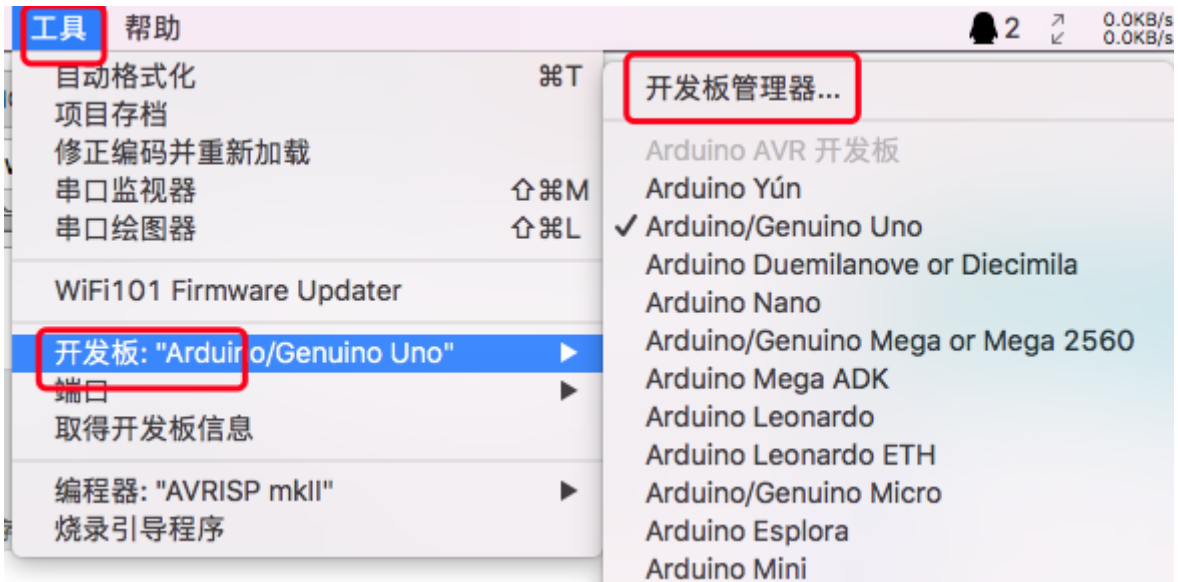 工具 帮助 2 0.0KB/s
0.0KB/s
自动格式化 ⌘T
项目存档
修正编码并重新加载
串口监视器 ⇧⌘M
串口绘图器 ⇧⌘L
WiFi101 Firmware Updater
开发板: "Arduino/Genuino Uno"
端口
取得开发板信息
编程器: "AVRISP mkII"
烧录引导程序
开发板管理器...
Arduino AVR 开发板
Arduino Yún
Arduino/Genuino Uno
Arduino Duemilanove or Diecimila
Arduino Nano
Arduino/Genuino Mega or Mega 2560
Arduino Mega ADK
Arduino Leonardo
Arduino Leonardo ETH
Arduino/Genuino Micro
Arduino Esplora
Arduino Mini